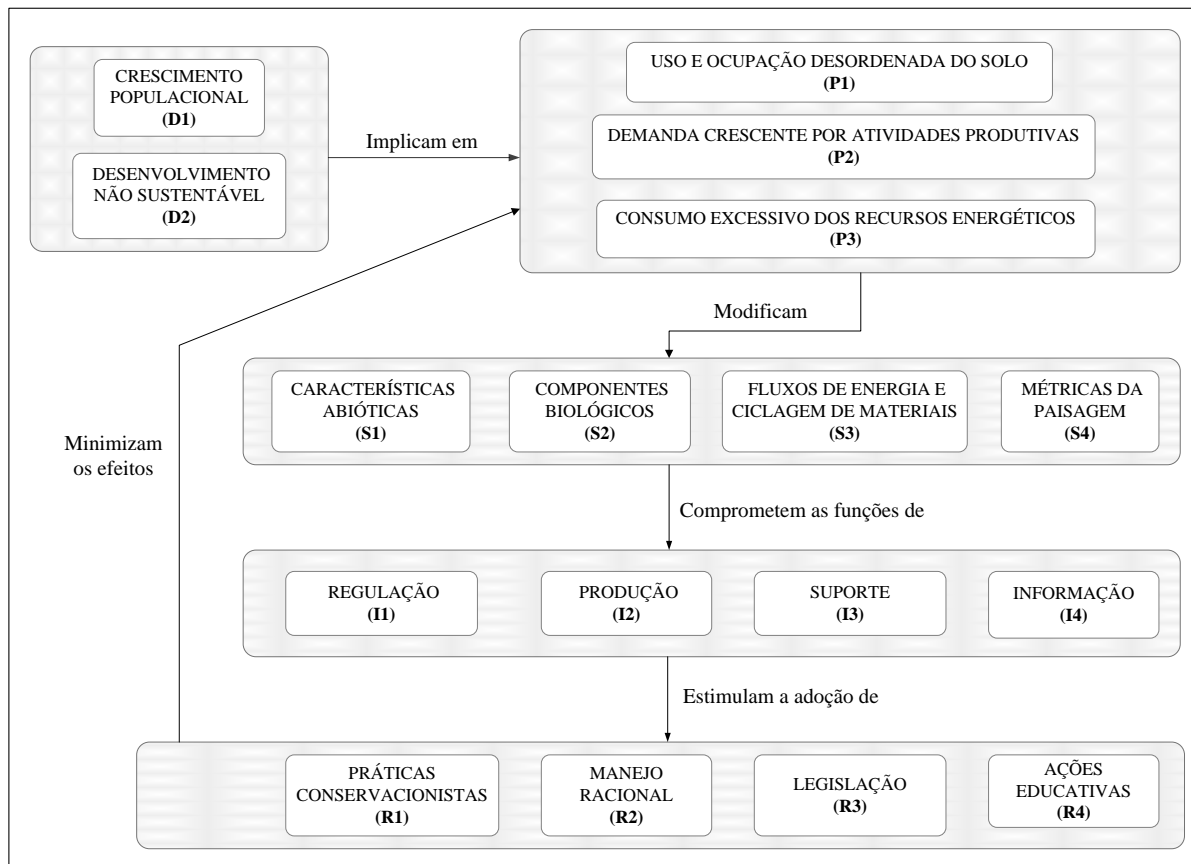 CRESCIMENTO
POPULACIONAL
(D1)
DESENVOLVIMENTO
NÃO SUSTENTÁVEL
(D2)
Implicam em
USO E OCUPAÇÃO DESORDENADA DO SOLO
(P1)
DEMANDA CRESCENTE POR ATIVIDADES PRODUTIVAS
(P2)
CONSUMO EXCESSIVO DOS RECURSOS ENERGÉTICOS
(P3)
Modificam
CARACTERÍSTICAS
ABIÓTICAS
(S1)
COMPONENTES
BIOLÓGICOS
(S2)
FLUXOS DE ENERGIA E
CICLAGEM DE MATERIAIS
(S3)
MÉTRICAS DA
PAISAGEM
(S4)
Minimizam
os efeitos
Comprometem as funções de
REGULAÇÃO
(I1)
PRODUÇÃO
(I2)
SUPORTE
(I3)
INFORMAÇÃO
(I4)
Estimulam a adoção de
PRÁTICAS
CONSERVACIONISTAS
(R1)
MANEJO
RACIONAL
(R2)
LEGISLAÇÃO
(R3)
AÇÕES
EDUCATIVAS
(R4)